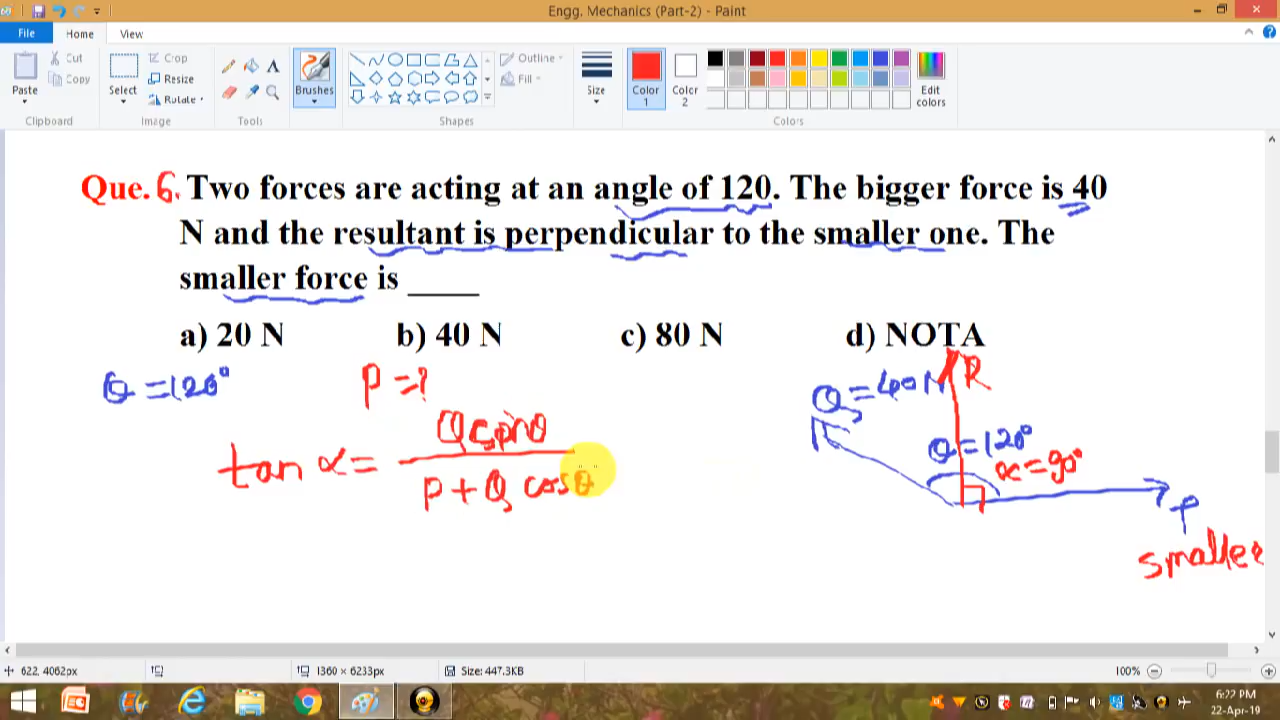 Engg. Mechanics (Part-2) - Paint
File
Home
View
Paste
Cut
Copy
Clipboard
Select
Crop
Resize
Rotate
Image
Tools
Brushes
Shapes
Outline
Fill
Size
Color 1
Color 2
Edit colors
Colors
Que. 6. Two forces are acting at an angle of 120. The bigger force is 40
N and the resultant is perpendicular to the smaller one. The
smaller force is _____
a) 20 N b) 40 N c) 80 N d) NOTA
θ = 120°
P = ?
tan α = Q sin θ
P + Q cos θ
Q = 40 N
R
θ = 120°
α = 90°
P
smaller
622, 4062px
1360 × 6233px
Size: 447.3KB
100%
6:22 PM
22-Apr-19